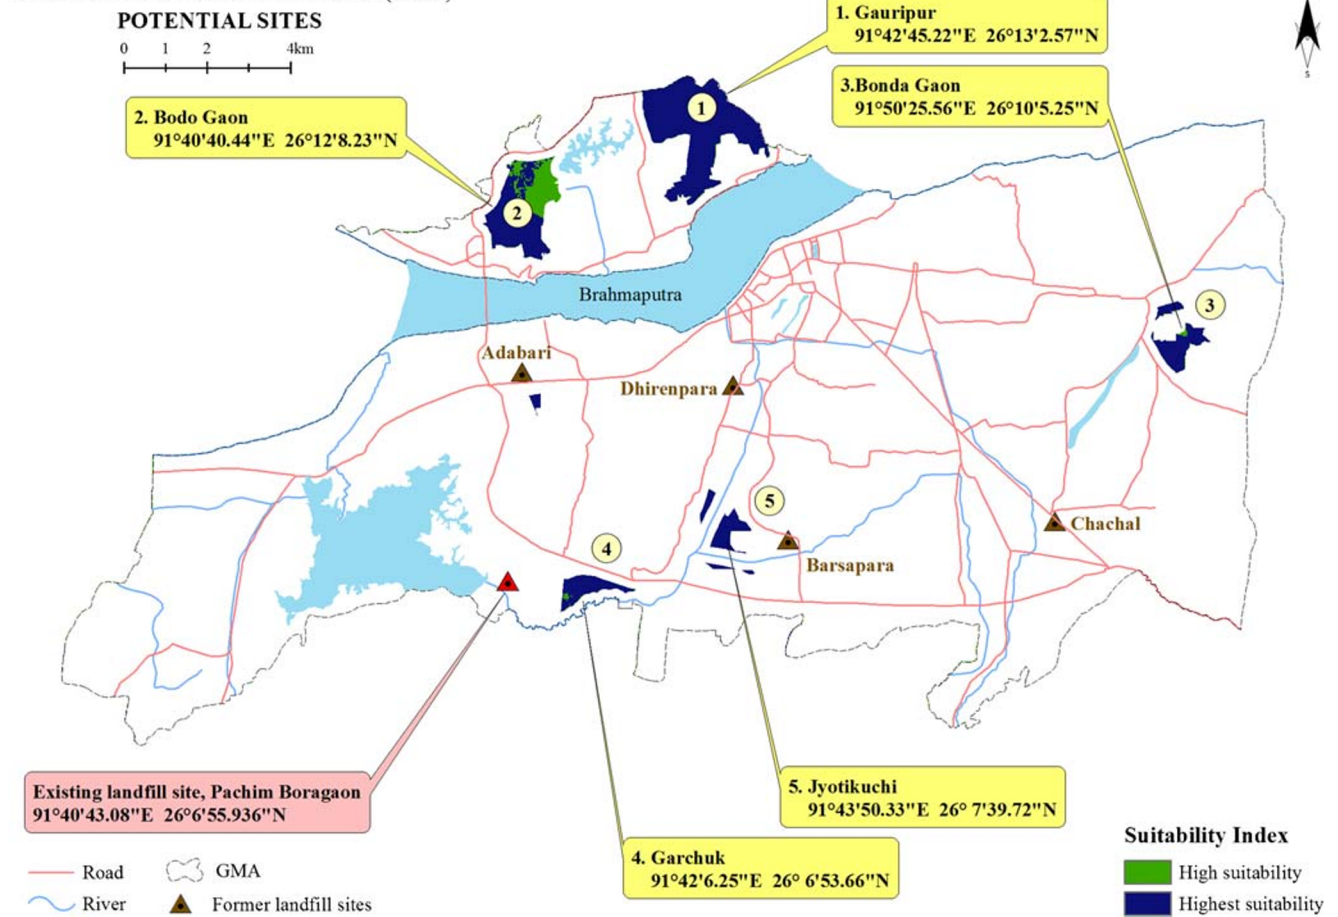 POTENTIAL SITES
0 1 2 4km
1. Gauripur
91°42'45.22"E 26°13'2.57"N
3.Bonda Gaon
91°50'25.56"E 26°10'5.25"N
2. Bodo Gaon
91°40'40.44"E 26°12'8.23"N
S
1
2
3
Brahmaputra
Adabari
Dhirenpara
5
4
Chachal
Barsapara
Existing landfill site, Pachim Boragaon
91°40'43.08"E 26°6'55.936"N
5. Jyotikuchi
91°43'50.33"E 26° 7'39.72"N
4. Garchuk
91°42'6.25"E 26° 6'53.66"N
Road
GMA
River
Former landfill sites
Suitability Index
High suitability
Highest suitability